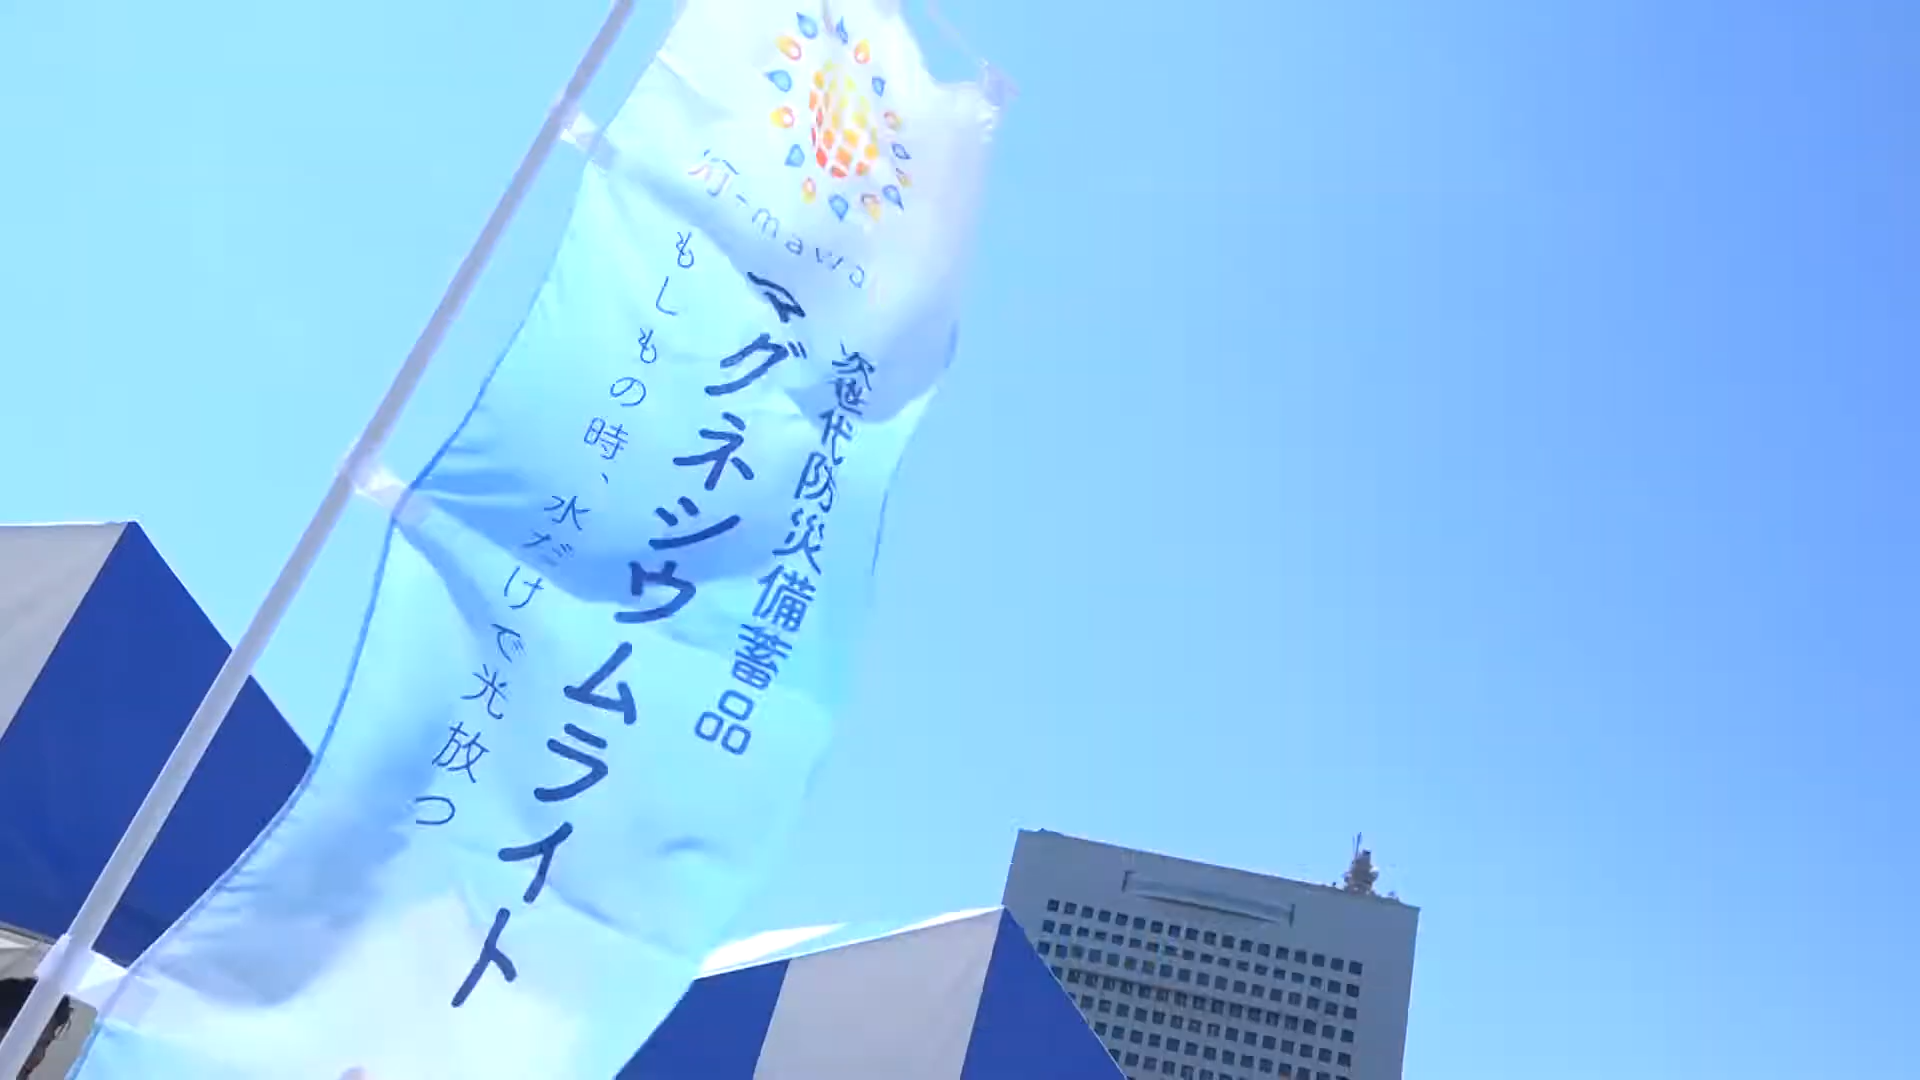 次世代防災備蓄品
マグネシウムライト
もしもの時、水だけで光放つ